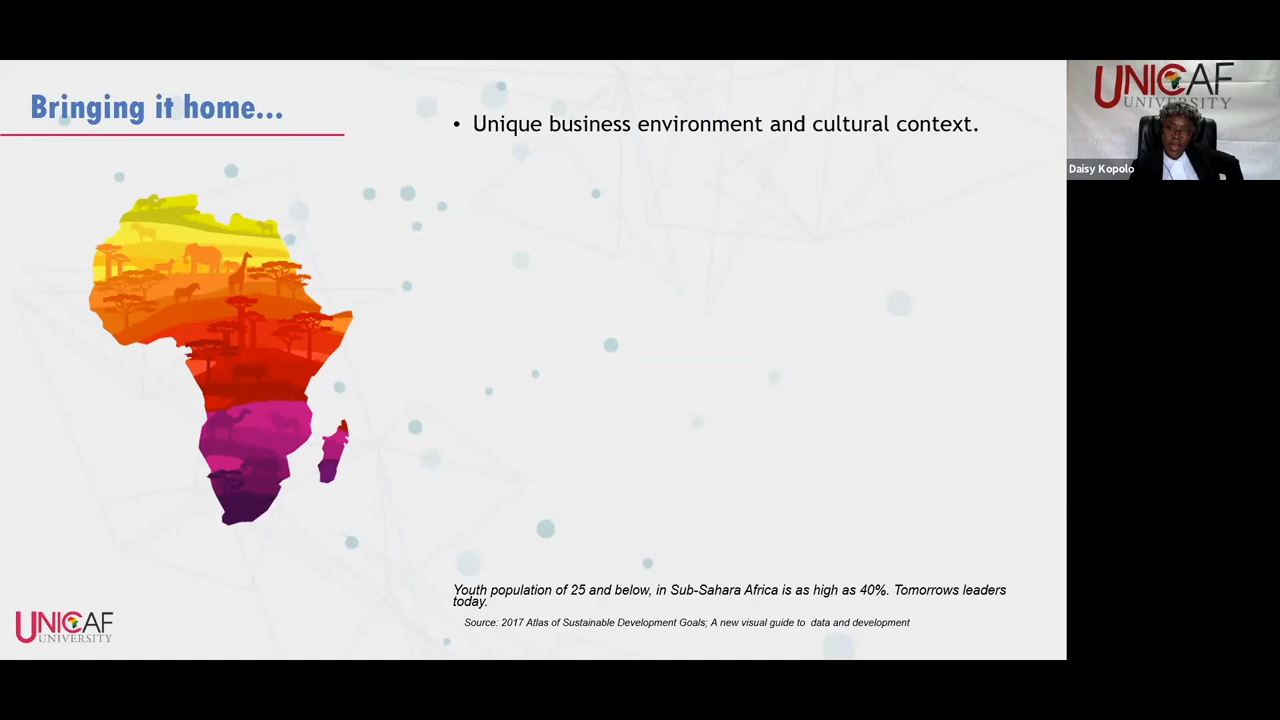 Bringing it home...
• Unique business environment and cultural context.
Youth population of 25 and below, in Sub-Sahara Africa is as high as 40%. Tomorrows leaders
today.
Source: 2017 Atlas of Sustainable Development Goals; A new visual guide to data and development
UNICAF
UNIVERSITY
UNICAF
UNIVERSITY
Daisy Kopolo